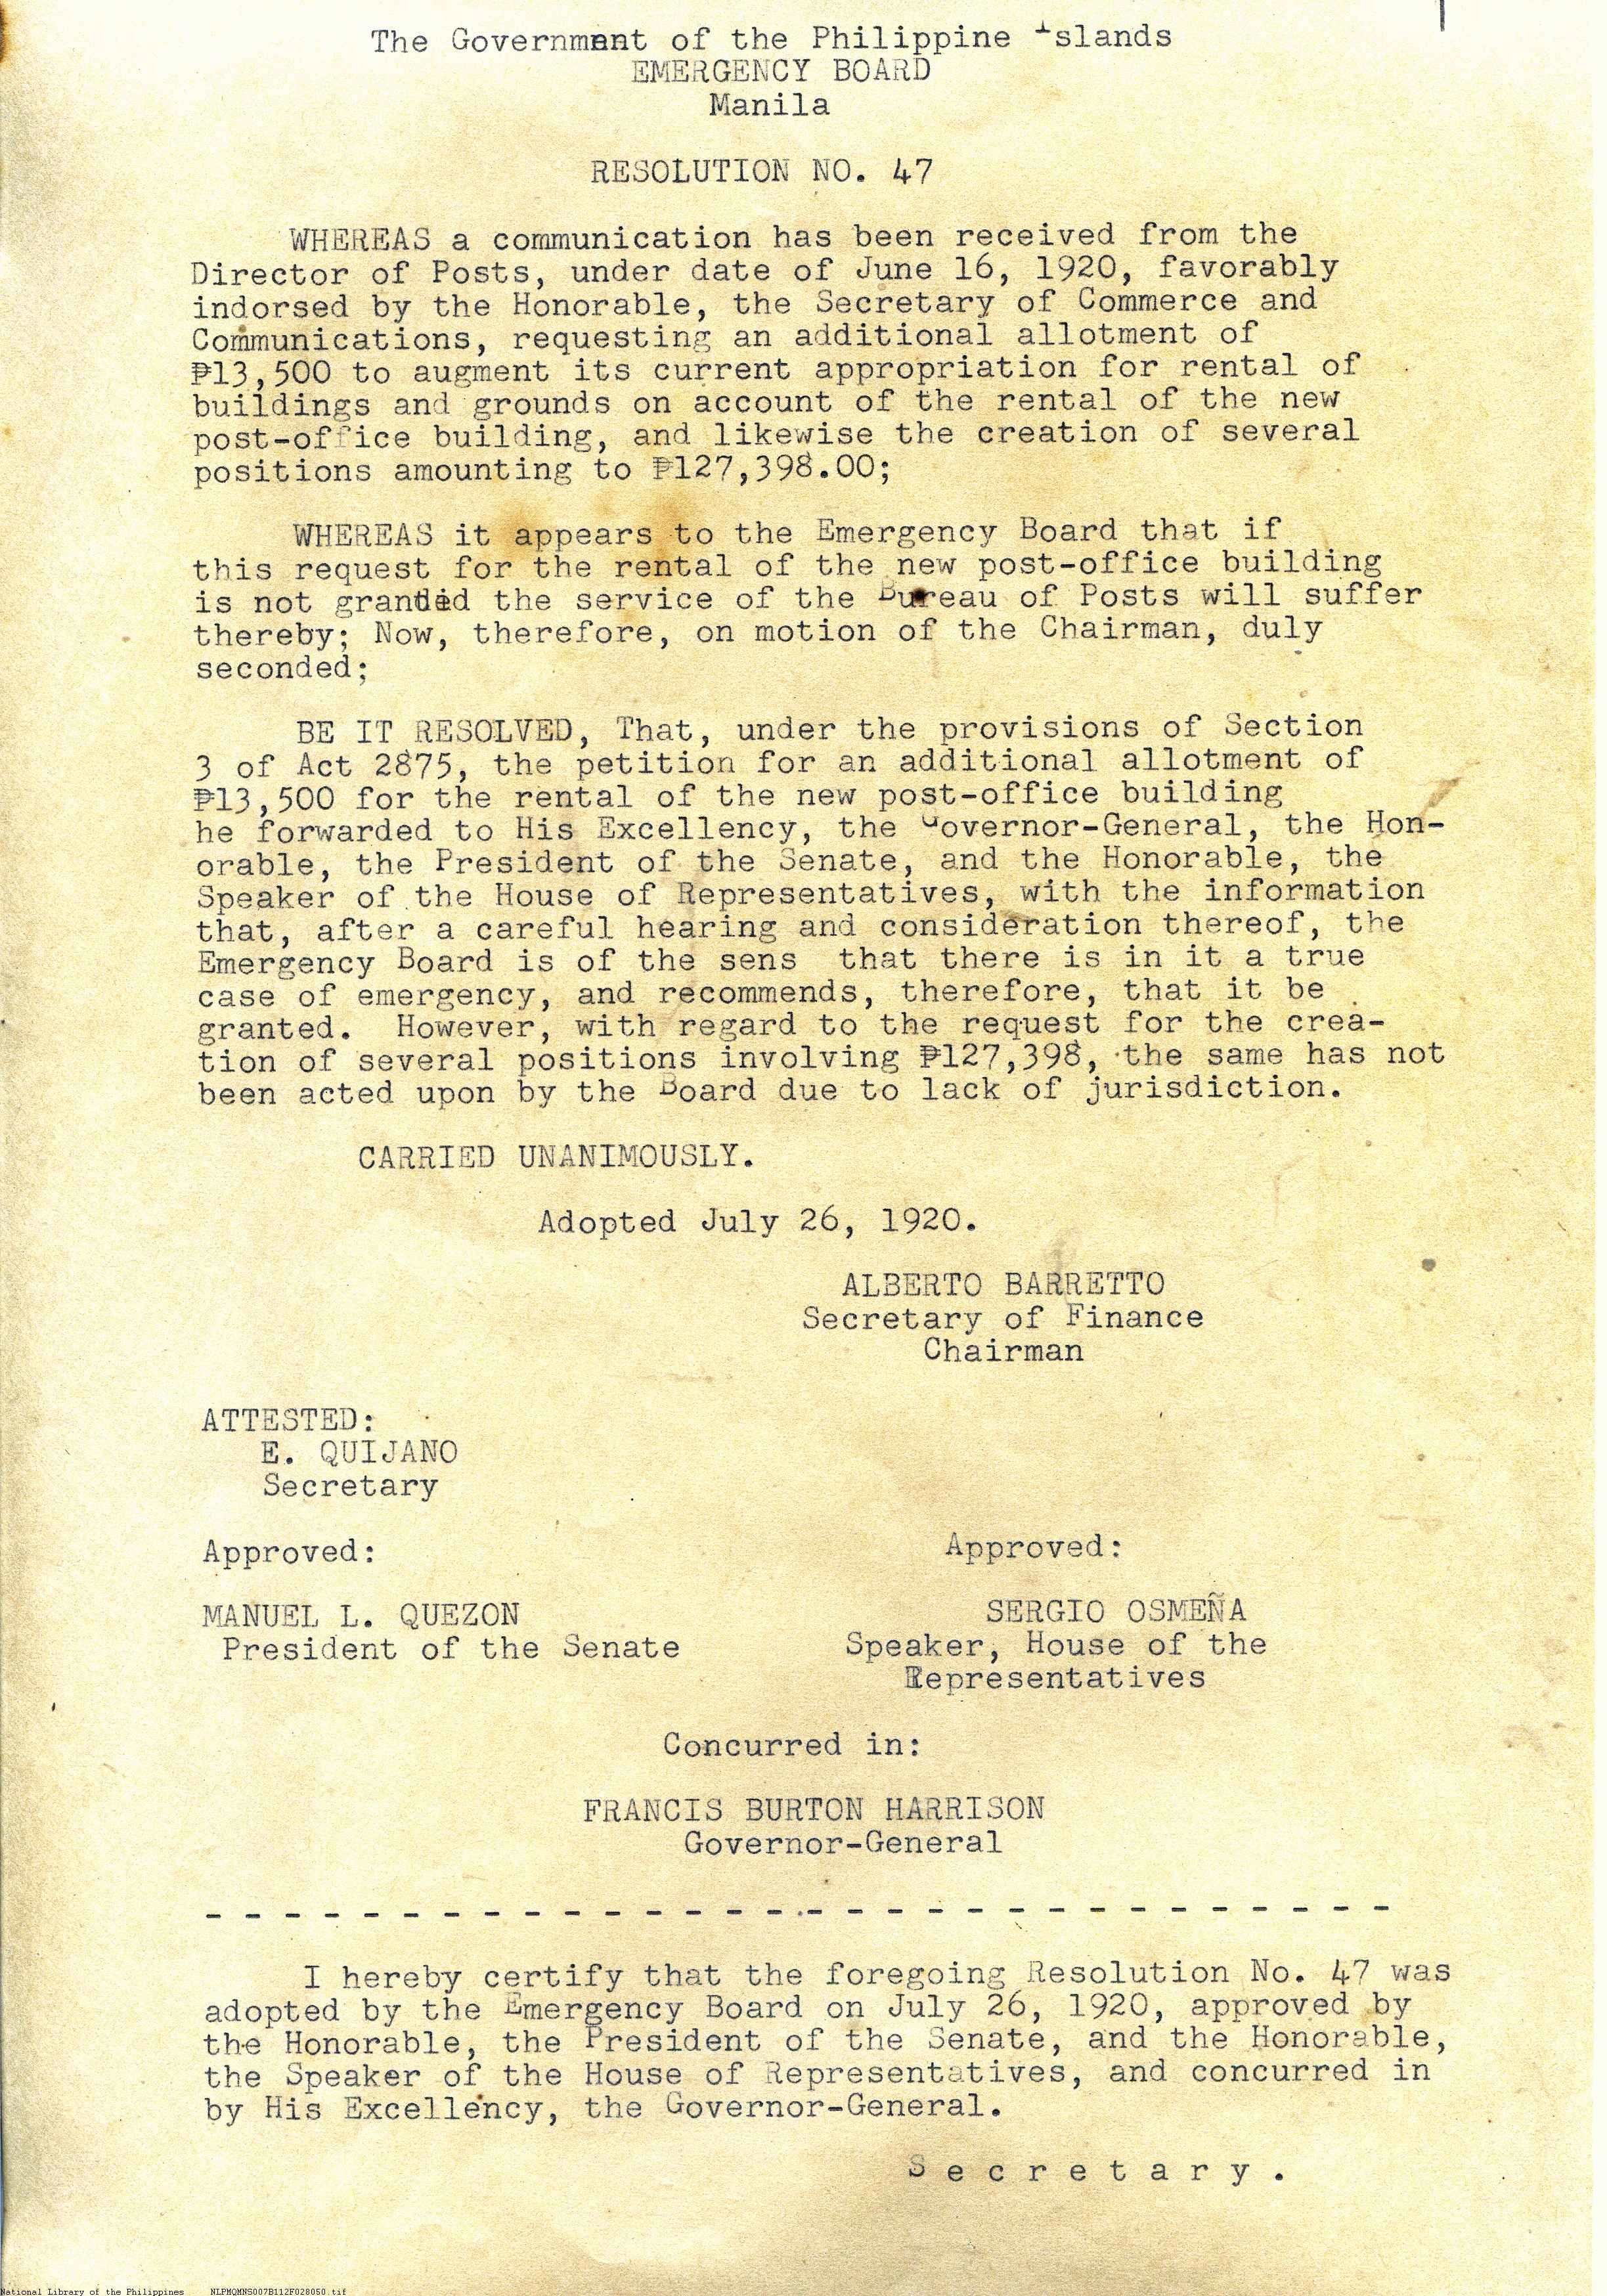 The Government of the Philippine Islands
EMERGENCY BOARD
Manila
RESOLUTION NO. 47
WHEREAS a communication has been received from the
Director of Posts, under date of June 16, 1920, favorably
indorsed by the Honorable, the Secretary of Commerce and
Communications, requesting an additional allotment of
₱13,500 to augment its current appropriation for rental of
buildings and grounds on account of the rental of the new
post-office building, and likewise the creation of several
positions amounting to ₱127,398.00;
WHEREAS it appears to the Emergency Board that if
this request for the rental of the new post-office building
is not granted the service of the Bureau of Posts will suffer
thereby; Now, therefore, on motion of the Chairman, duly
seconded;
BE IT RESOLVED, That, under the provisions of Section
3 of Act 2875, the petition for an additional allotment of
₱13,500 for the rental of the new post-office building
he forwarded to His Excellency, the Governor-General, the Hon-
orable, the President of the Senate, and the Honorable, the
Speaker of the House of Representatives, with the information
that, after a careful hearing and consideration thereof, the
Emergency Board is of the sens that there is in it a true
case of emergency, and recommends, therefore, that it be
granted. However, with regard to the request for the crea-
tion of several positions involving ₱127,398, the same has not
been acted upon by the Board due to lack of jurisdiction.
CARRIED UNANIMOUSLY.
Adopted July 26, 1920.
ALBERTO BARRETTO
Secretary of Finance
Chairman
ATTESTED:
E. QUIJANO
Secretary
Approved: Approved:
MANUEL L. QUEZON SERGIO OSMEÑA
President of the Senate Speaker, House of the
Representatives
Concurred in:
FRANCIS BURTON HARRISON
Governor-General
- - - - - - - - - - - - - - - - - - - - - - - - - - - - - -
I hereby certify that the foregoing Resolution No. 47 was
adopted by the Emergency Board on July 26, 1920, approved by
the Honorable, the President of the Senate, and the Honorable,
the Speaker of the House of Representatives, and concurred in
by His Excellency, the Governor-General.
S e c r e t a r y .
National Library of the Philippines NLPMQMNS007B112F028050.tif